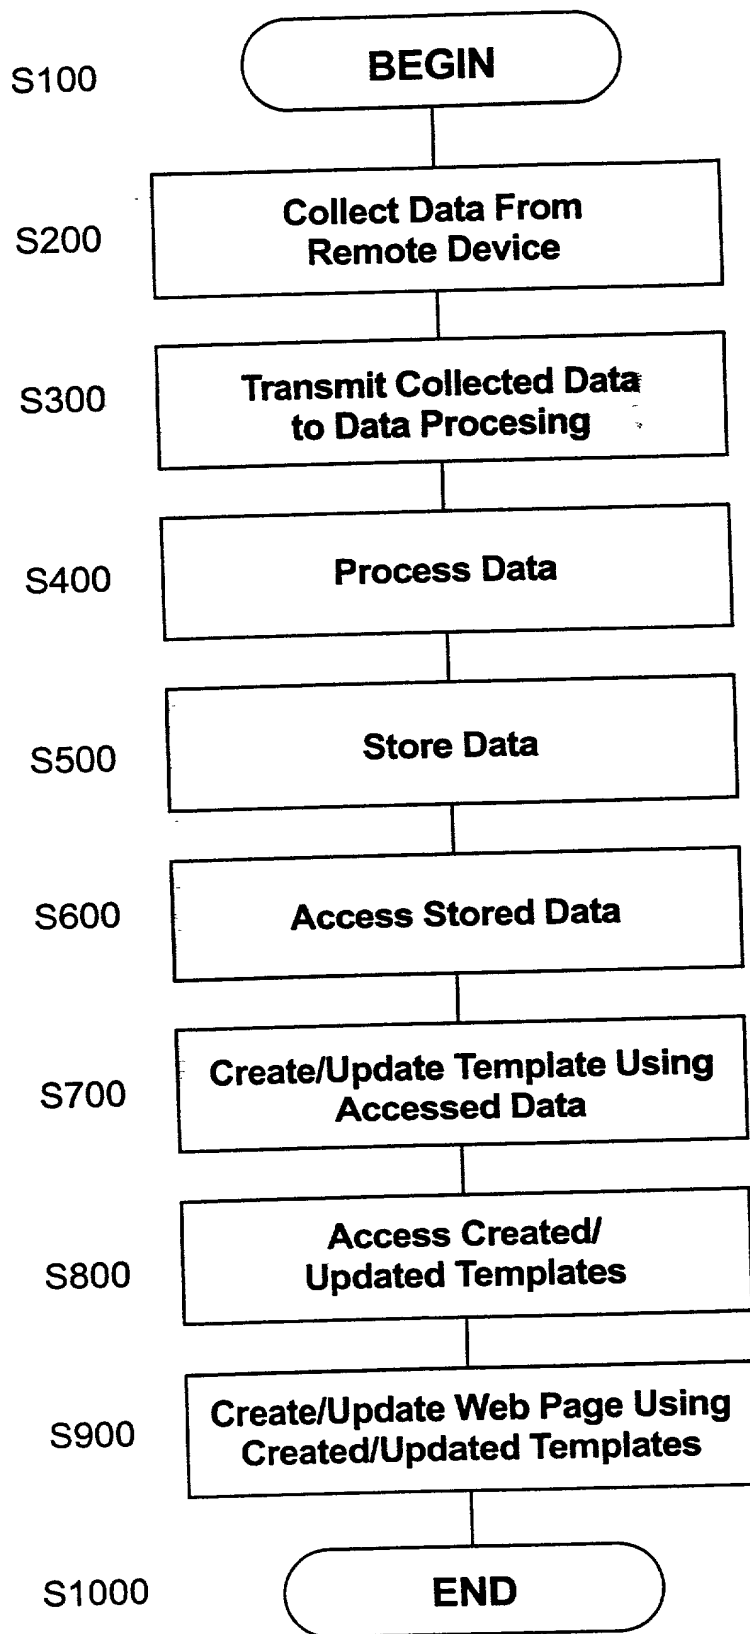 S100
BEGIN
S200
Collect Data From
Remote Device
S300
Transmit Collected Data
to Data Procesing
S400
Process Data
S500
Store Data
S600
Access Stored Data
S700
Create/Update Template Using
Accessed Data
S800
Access Created/
Updated Templates
S900
Create/Update Web Page Using
Created/Updated Templates
S1000
END